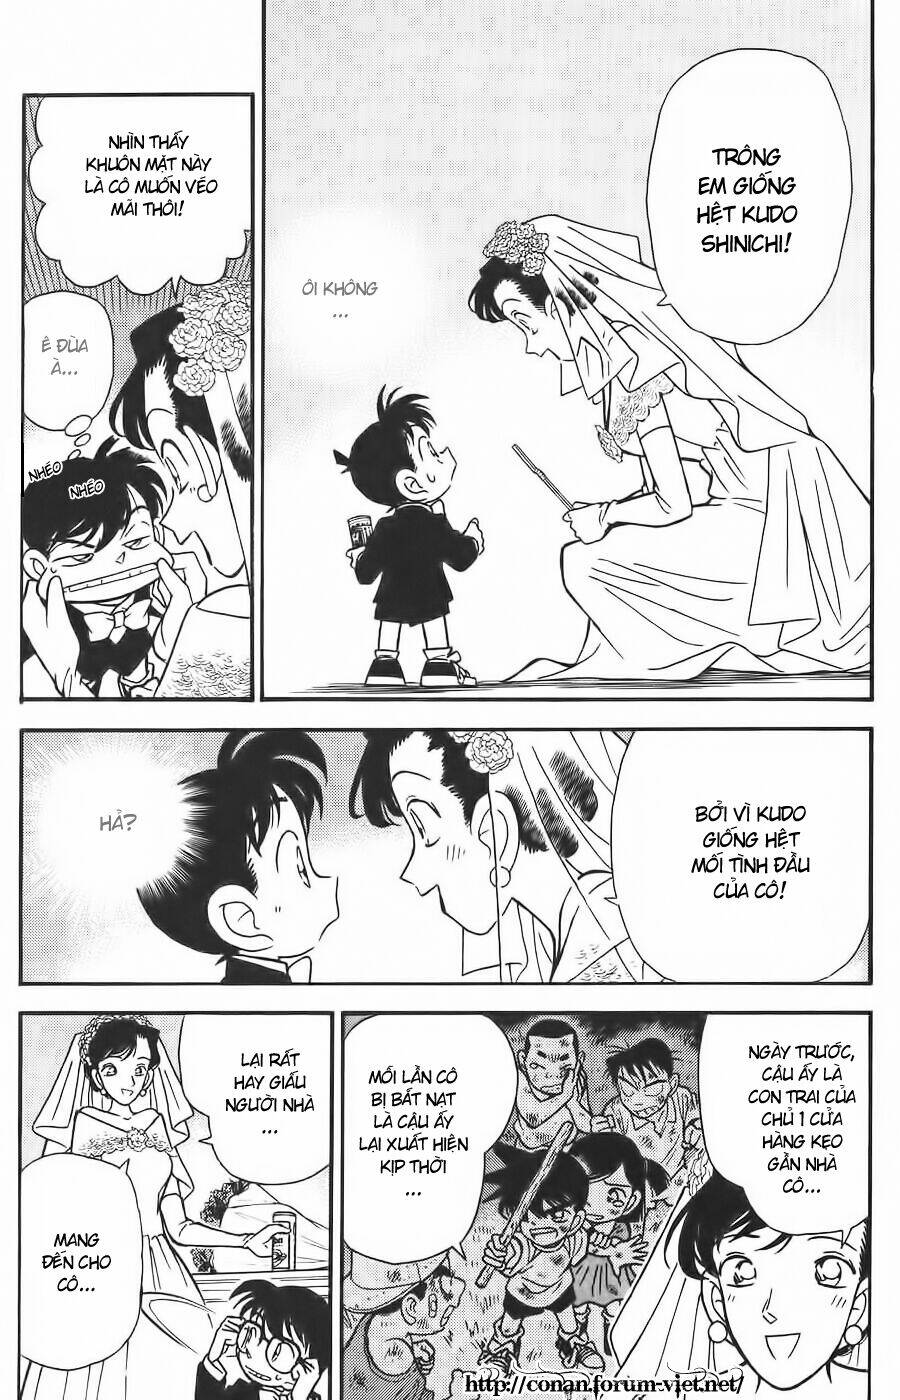 TRÔNG
EM GIỐNG
HỆT KUDO
SHINICHI!
ÔI KHÔNG
...
NHÌN THẤY
KHUÔN MẶT NÀY
LÀ CÔ MUỐN VÉO
MÃI THÔI!
Ê ĐÙA
À...
NHÉO
NHÉO
BỞI VÌ KUDO
GIỐNG HỆT
MỐI TÌNH ĐẦU
CỦA CÔ!
HẢ?
NGÀY TRƯỚC,
CẬU ẤY LÀ
CON TRAI CỦA
CHỦ 1 CỬA
HÀNG KẸO
GẦN NHÀ
CÔ...
MỖI LẦN CÔ
BỊ BẮT NẠT
LÀ CẬU ẤY
LẠI XUẤT HIỆN
KỊP THỜI
...
LẠI RẤT
HAY GIẤU
NGƯỜI NHÀ
...
MANG
ĐẾN CHO
CÔ...
http://conan.forum-viet.net/